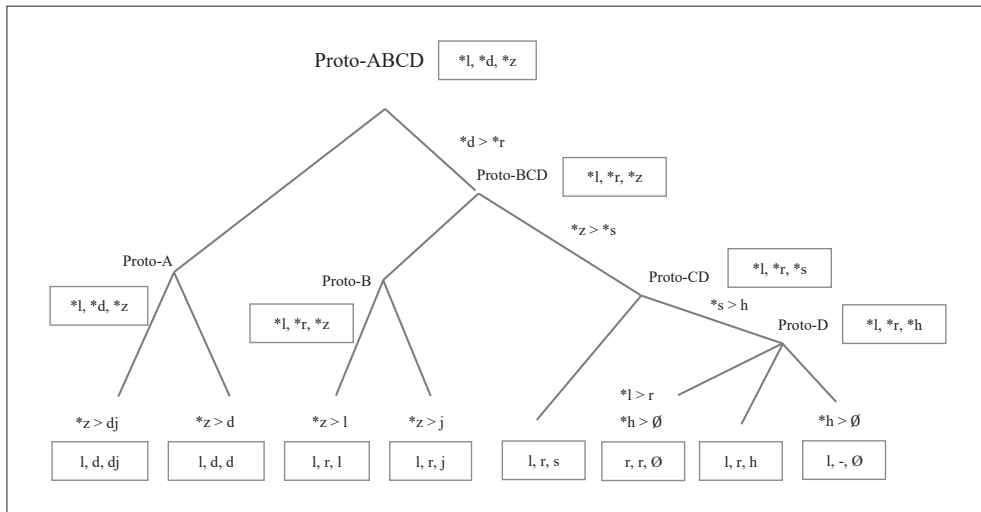 Proto-ABCD
*l, *d, *z
*d > *r
Proto-BCD
*l, *r, *z
*z > *s
Proto-A
Proto-B
Proto-CD
*l, *r, *s
*l, *d, *z
*l, *r, *z
*s > h
Proto-D
*l, *r, *h
*l > r
*z > dj
*z > d
*z > l
*z > j
*h > Ø
*h > Ø
l, d, dj
l, d, d
l, r, l
l, r, j
l, r, s
r, r, Ø
l, r, h
l, -, Ø